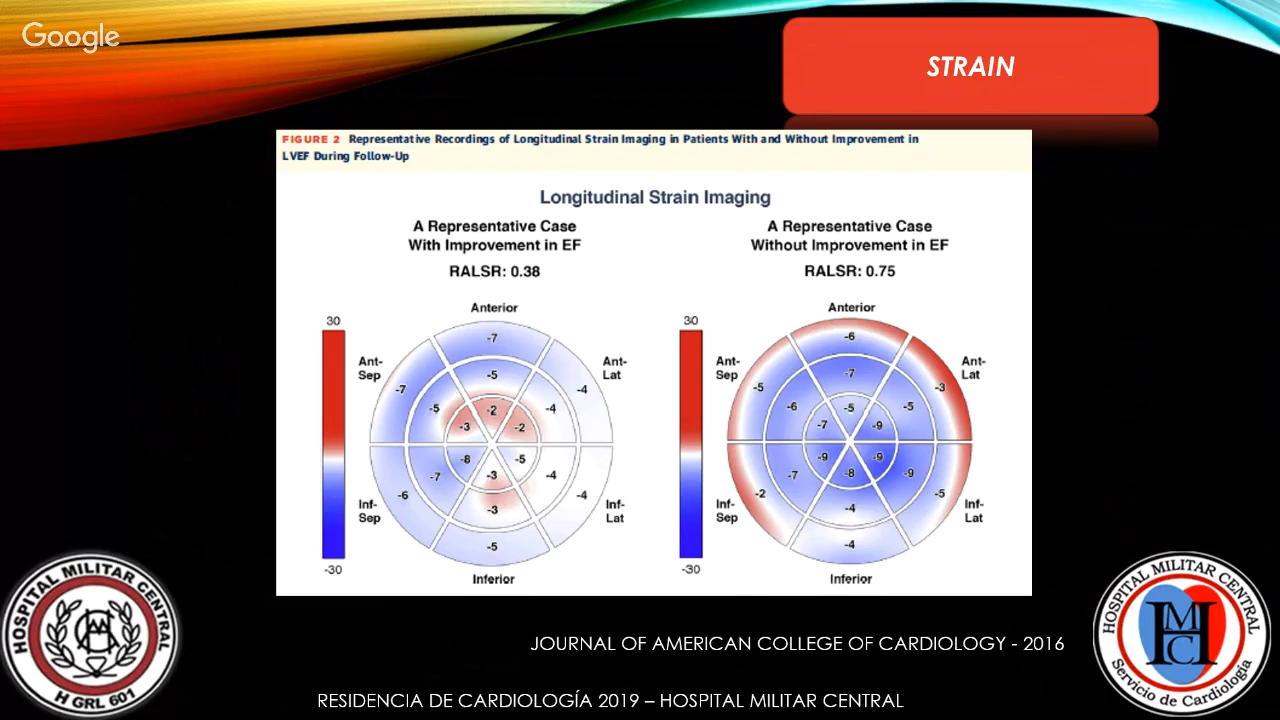 Google
STRAIN
FIGURE 2 Representative Recordings of Longitudinal Strain Imaging in Patients With and Without Improvement in
LVEF During Follow-Up
Longitudinal Strain Imaging
A Representative Case
With Improvement in EF
RALSR: 0.38
30
-30
Anterior
Ant-
Sep
Ant-
Lat
Inf-
Sep
Inf-
Lat
Inferior
-7
-5
-7
-4
-5
-2
-4
-3
-2
-8
-5
-7
-4
-3
-6
-4
-3
-5
A Representative Case
Without Improvement in EF
RALSR: 0.75
30
-30
Anterior
Ant-
Sep
Ant-
Lat
Inf-
Sep
Inf-
Lat
Inferior
-6
-7
-5
-3
-6
-5
-5
-7
-9
-9
-9
-7
-8
-9
-2
-5
-4
-4
HOSPITAL MILITAR CENTRAL
H GRL 601
HOSPITAL MILITAR CENTRAL
HMC
Servicio de Cardiología
JOURNAL OF AMERICAN COLLEGE OF CARDIOLOGY - 2016
RESIDENCIA DE CARDIOLOGÍA 2019 – HOSPITAL MILITAR CENTRAL